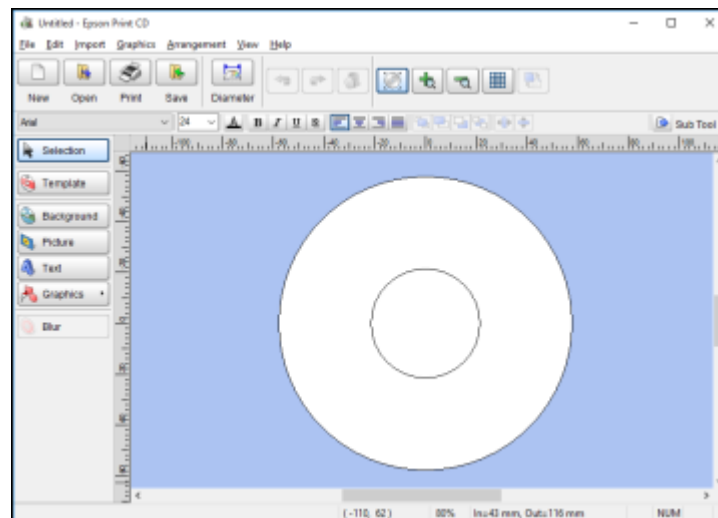 Untitled - Epson Print CD
File Edit Import Graphics Arrangement View Help
New Open Print Save Diameter
Arial 24 A B I U S Sub Tool
Selection
Template
Background
Picture
Text
Graphics
Blur
(-110, 62) 80% In=43 mm, Out=116 mm NUM